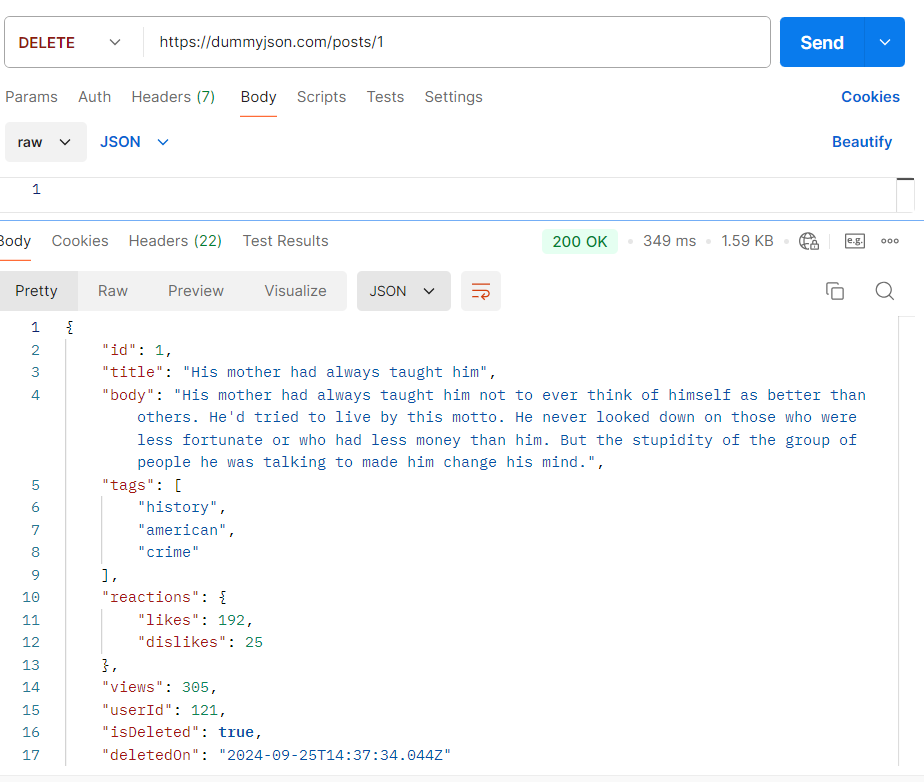 DELETE https://dummyjson.com/posts/1 Send
Params Auth Headers (7) Body Scripts Tests Settings Cookies
raw JSON Beautify
1
Body Cookies Headers (22) Test Results 200 OK 349 ms 1.59 KB e.g.
Pretty Raw Preview Visualize JSON
1 {
2 "id": 1,
3 "title": "His mother had always taught him",
4 "body": "His mother had always taught him not to ever think of himself as better than
others. He'd tried to live by this motto. He never looked down on those who were
less fortunate or who had less money than him. But the stupidity of the group of
people he was talking to made him change his mind.",
5 "tags": [
6 "history",
7 "american",
8 "crime"
9 ],
10 "reactions": {
11 "likes": 192,
12 "dislikes": 25
13 },
14 "views": 305,
15 "userId": 121,
16 "isDeleted": true,
17 "deletedOn": "2024-09-25T14:37:34.044Z"